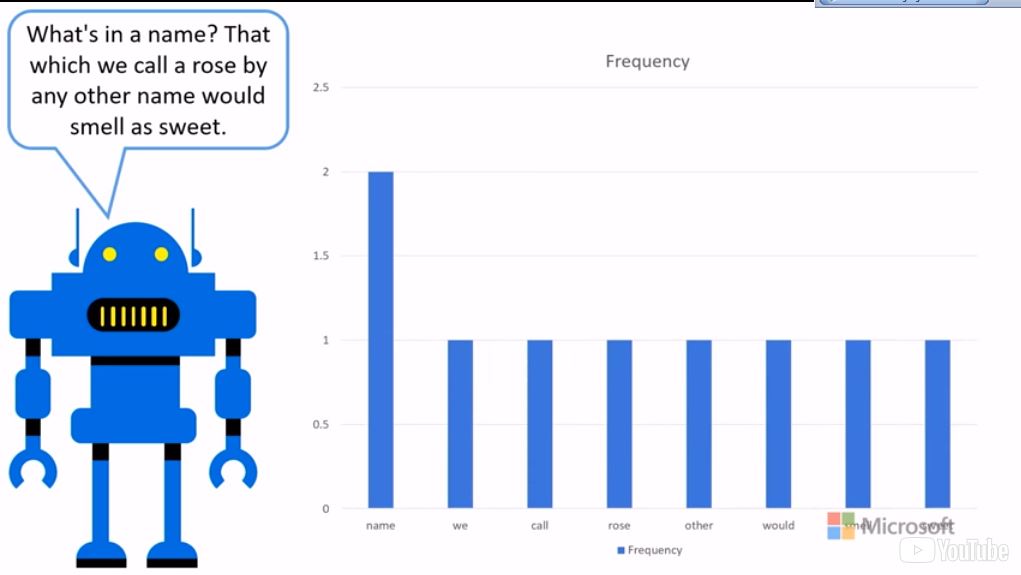 What's in a name? That
which we call a rose by
any other name would
smell as sweet.
Frequency
2.5
2
1.5
1
0.5
0
name we call rose other would smell sweet
Frequency
Microsoft
YouTube